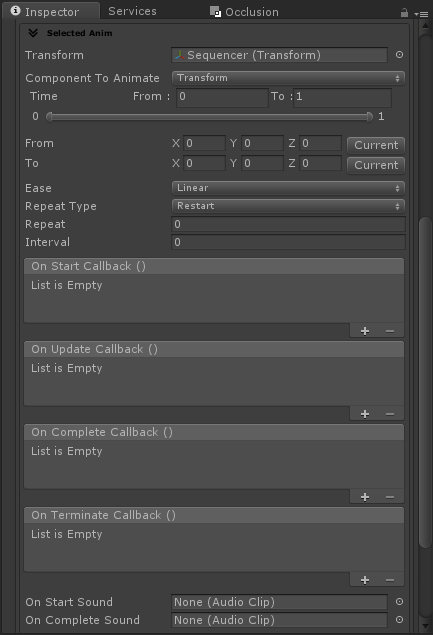 Inspector Services Occlusion
Selected Anim
Transform Sequencer (Transform)
Component To Animate Transform
Time From : 0 To : 1
0 1
From X 0 Y 0 Z 0 Current
To X 0 Y 0 Z 0 Current
Ease Linear
Repeat Type Restart
Repeat 0
Interval 0
On Start Callback ()
List is Empty
+ −
On Update Callback ()
List is Empty
+ −
On Complete Callback ()
List is Empty
+ −
On Terminate Callback ()
List is Empty
+ −
On Start Sound None (Audio Clip)
On Complete Sound None (Audio Clip)